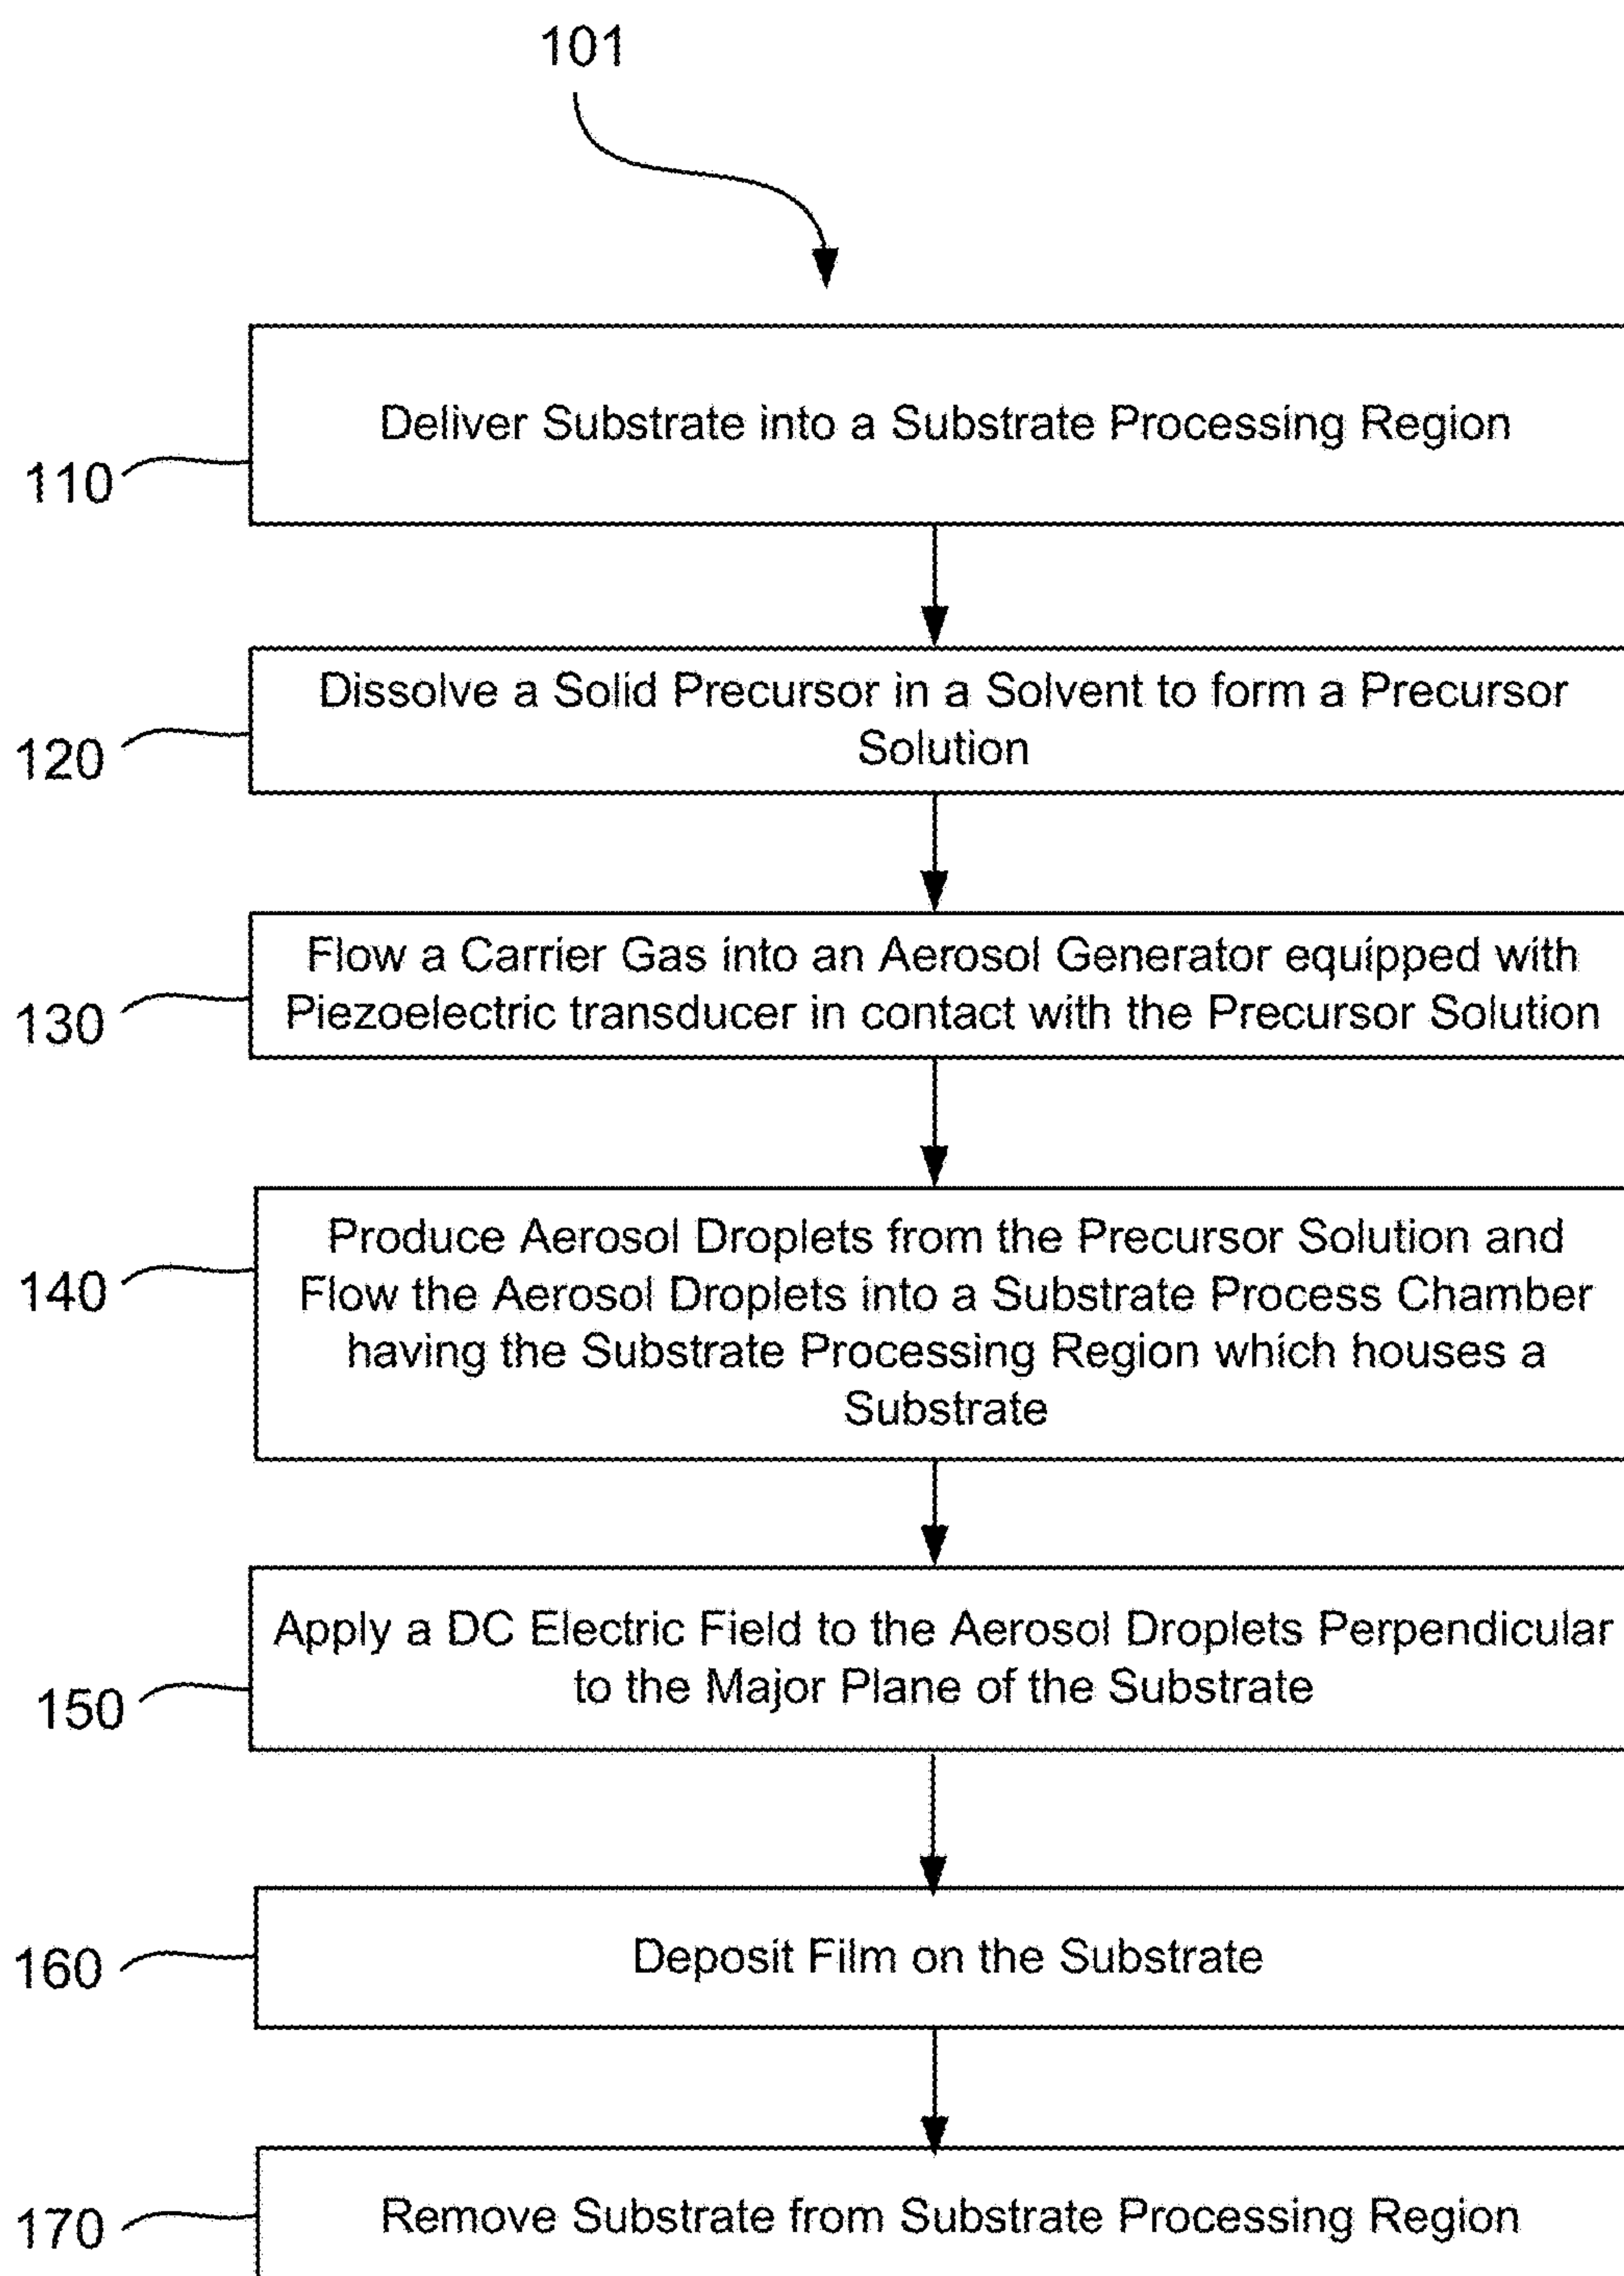 101
Deliver Substrate into a Substrate Processing Region
110
Dissolve a Solid Precursor in a Solvent to form a Precursor
Solution
120
Flow a Carrier Gas into an Aerosol Generator equipped with
Piezoelectric transducer in contact with the Precursor Solution
130
Produce Aerosol Droplets from the Precursor Solution and
Flow the Aerosol Droplets into a Substrate Process Chamber
having the Substrate Processing Region which houses a
Substrate
140
Apply a DC Electric Field to the Aerosol Droplets Perpendicular
to the Major Plane of the Substrate
150
Deposit Film on the Substrate
160
Remove Substrate from Substrate Processing Region
170